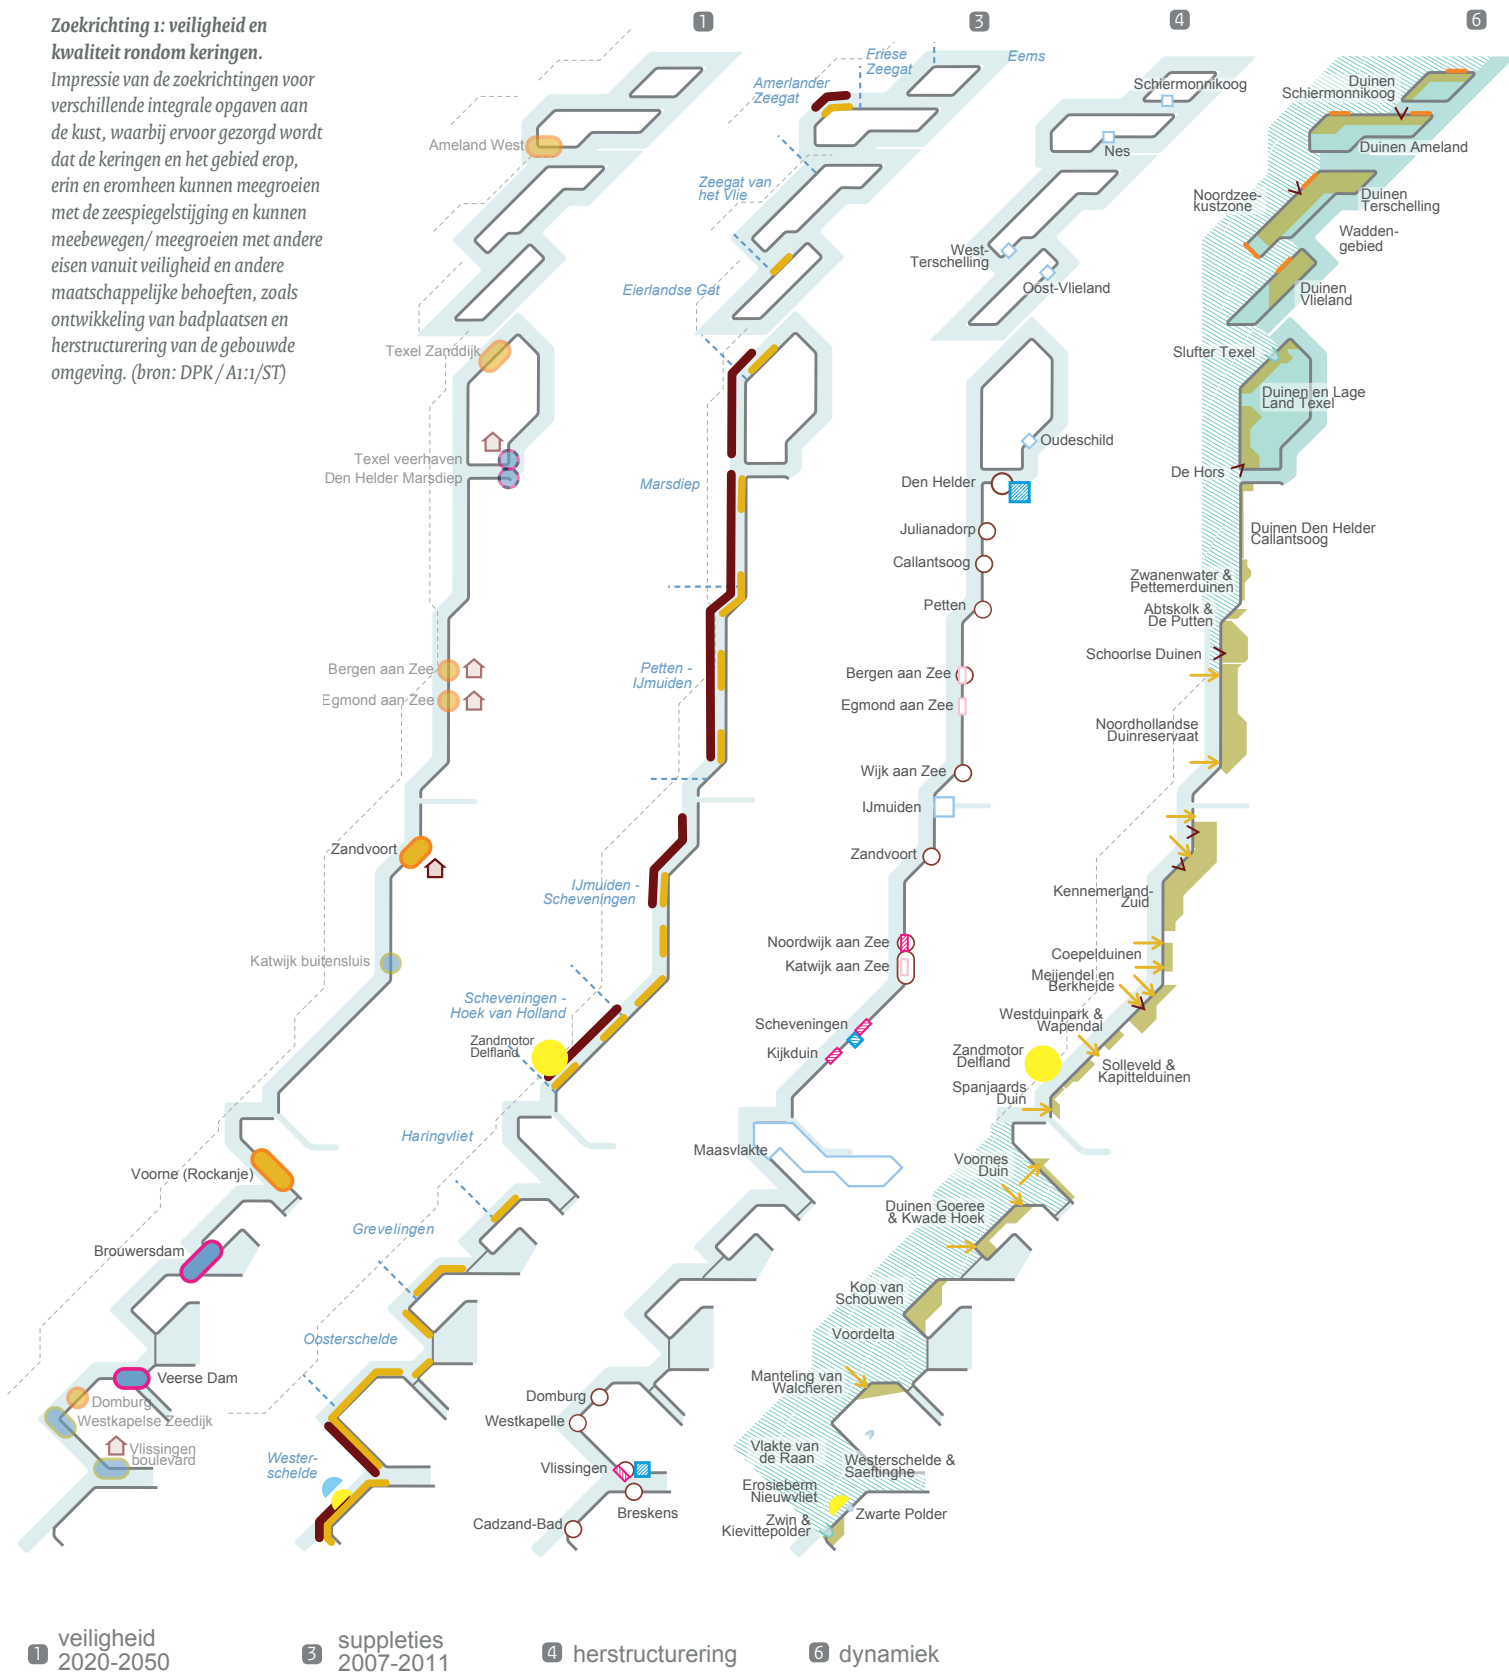 Zoekrichting 1: veiligheid en
kwaliteit rondom keringen.
Impressie van de zoekrichtingen voor
verschillende integrale opgaven aan
de kust, waarbij ervoor gezorgd wordt
dat de keringen en het gebied erop,
erin en eromheen kunnen meegroeien
met de zeespiegelstijging en kunnen
meebewegen/ meegroeien met andere
eisen vanuit veiligheid en andere
maatschappelijke behoeften, zoals
ontwikkeling van badplaatsen en
herstructurering van de gebouwde
omgeving. (bron: DPK / A1:1/ST)
1
Ameland West
Texel Zanddijk
Texel veerhaven
Den Helder Marsdiep
Bergen aan Zee
Egmond aan Zee
Zandvoort
Katwijk buitensluis
Voorne (Rockanje)
Brouwersdam
Veerse Dam
Domburg
Westkapelse Zeedijk
Vlissingen
boulevard
3
Eems
Friese
Zeegat
Amerlander
Zeegat
Zeegat van
het Vlie
Eierlandse Gat
Marsdiep
Petten -
IJmuiden
IJmuiden -
Scheveningen
Scheveningen -
Hoek van Holland
Zandmotor
Delfland
Haringvliet
Grevelingen
Oosterschelde
Wester-
schelde
4
Schiermonnikoog
Nes
West-
Terschelling
Oost-Vlieland
Oudeschild
Den Helder
Julianadorp
Callantsoog
Petten
Bergen aan Zee
Egmond aan Zee
Wijk aan Zee
IJmuiden
Zandvoort
Noordwijk aan Zee
Katwijk aan Zee
Scheveningen
Kijkduin
Maasvlakte
Domburg
Westkapelle
Vlissingen
Breskens
Cadzand-Bad
6
Duinen
Schiermonnikoog
Duinen Ameland
Noordzee-
kustzone
Duinen
Terschelling
Wadden-
gebied
Duinen
Vlieland
Slufter Texel
Duinen en Lage
Land Texel
De Hors
Duinen Den Helder
Callantsoog
Zwanenwater &
Pettemerduinen
Abtskolk &
De Putten
Schoorlse Duinen
Noordhollandse
Duinreservaat
Kennemerland-
Zuid
Coepelduinen
Meijendel en
Berkheide
Westduinpark &
Wapendal
Zandmotor
Delfland
Solleveld &
Kapittelduinen
Spanjaards
Duin
Voornes
Duin
Duinen Goeree
& Kwade Hoek
Kop van
Schouwen
Voordelta
Manteling van
Walcheren
Vlakte van
de Raan
Westerschelde &
Saeftinghe
Erosieberm
Nieuwvliet
Zwarte Polder
Zwin &
Kievittepolder
1 veiligheid
2020-2050
3 suppleties
2007-2011
4 herstructurering
6 dynamiek